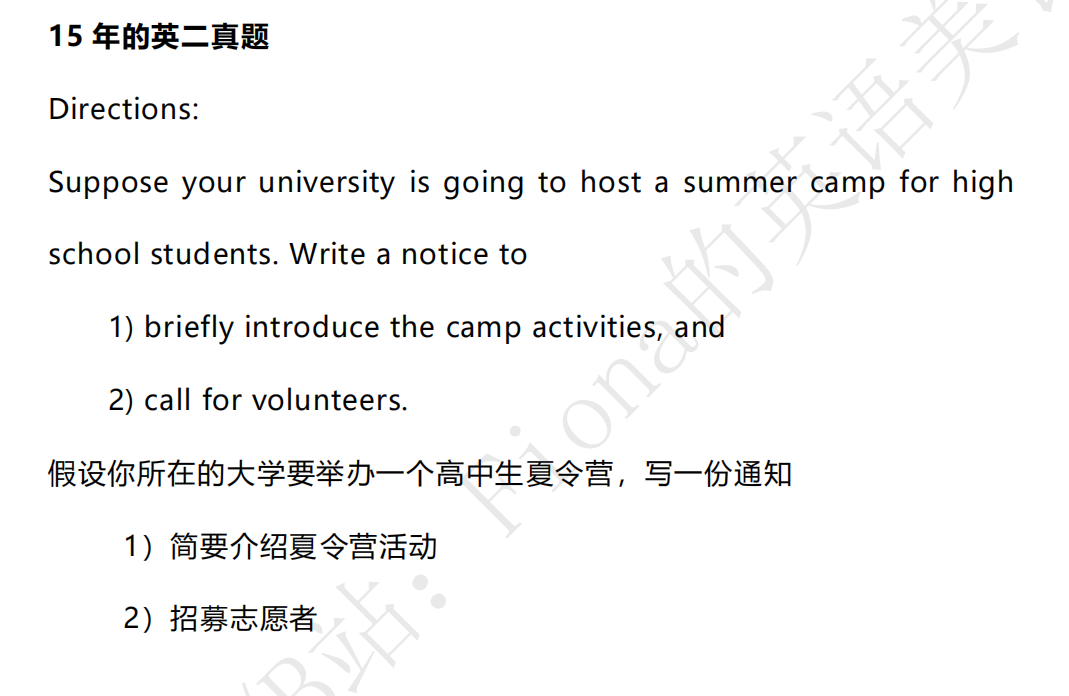 15 年的英二真题
Directions:
Suppose your university is going to host a summer camp for high
school students. Write a notice to
1) briefly introduce the camp activities, and
2) call for volunteers.
假设你所在的大学要举办一个高中生夏令营，写一份通知
1）简要介绍夏令营活动
2）招募志愿者
B站：Fiona的英语美